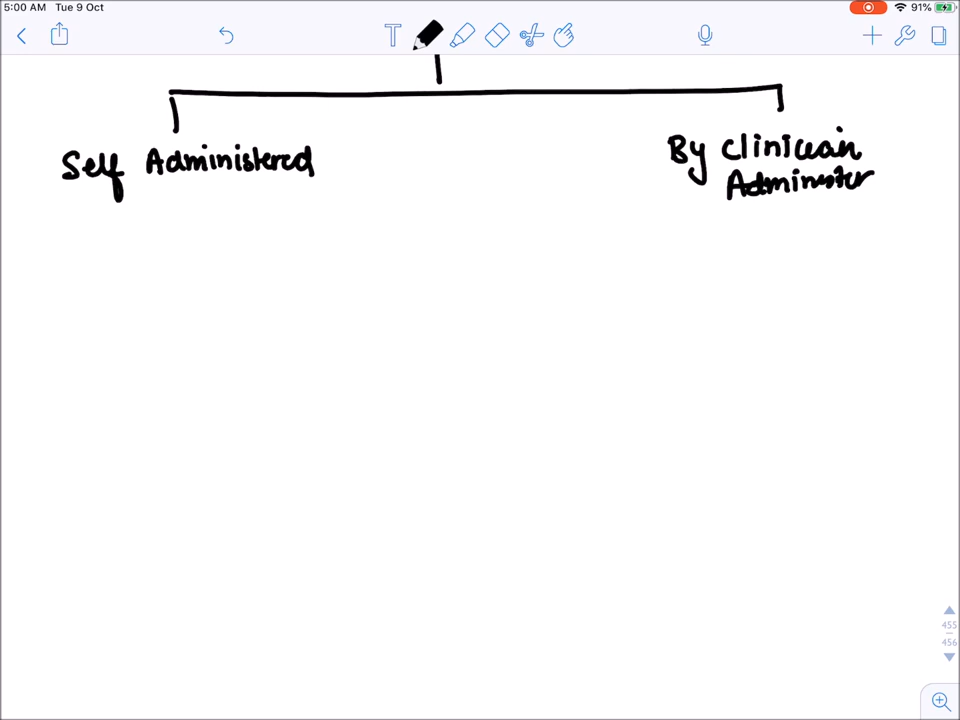 5:00 AM Tue 9 Oct
91%
T
Self Administered
By Clinician
Administer
455
456